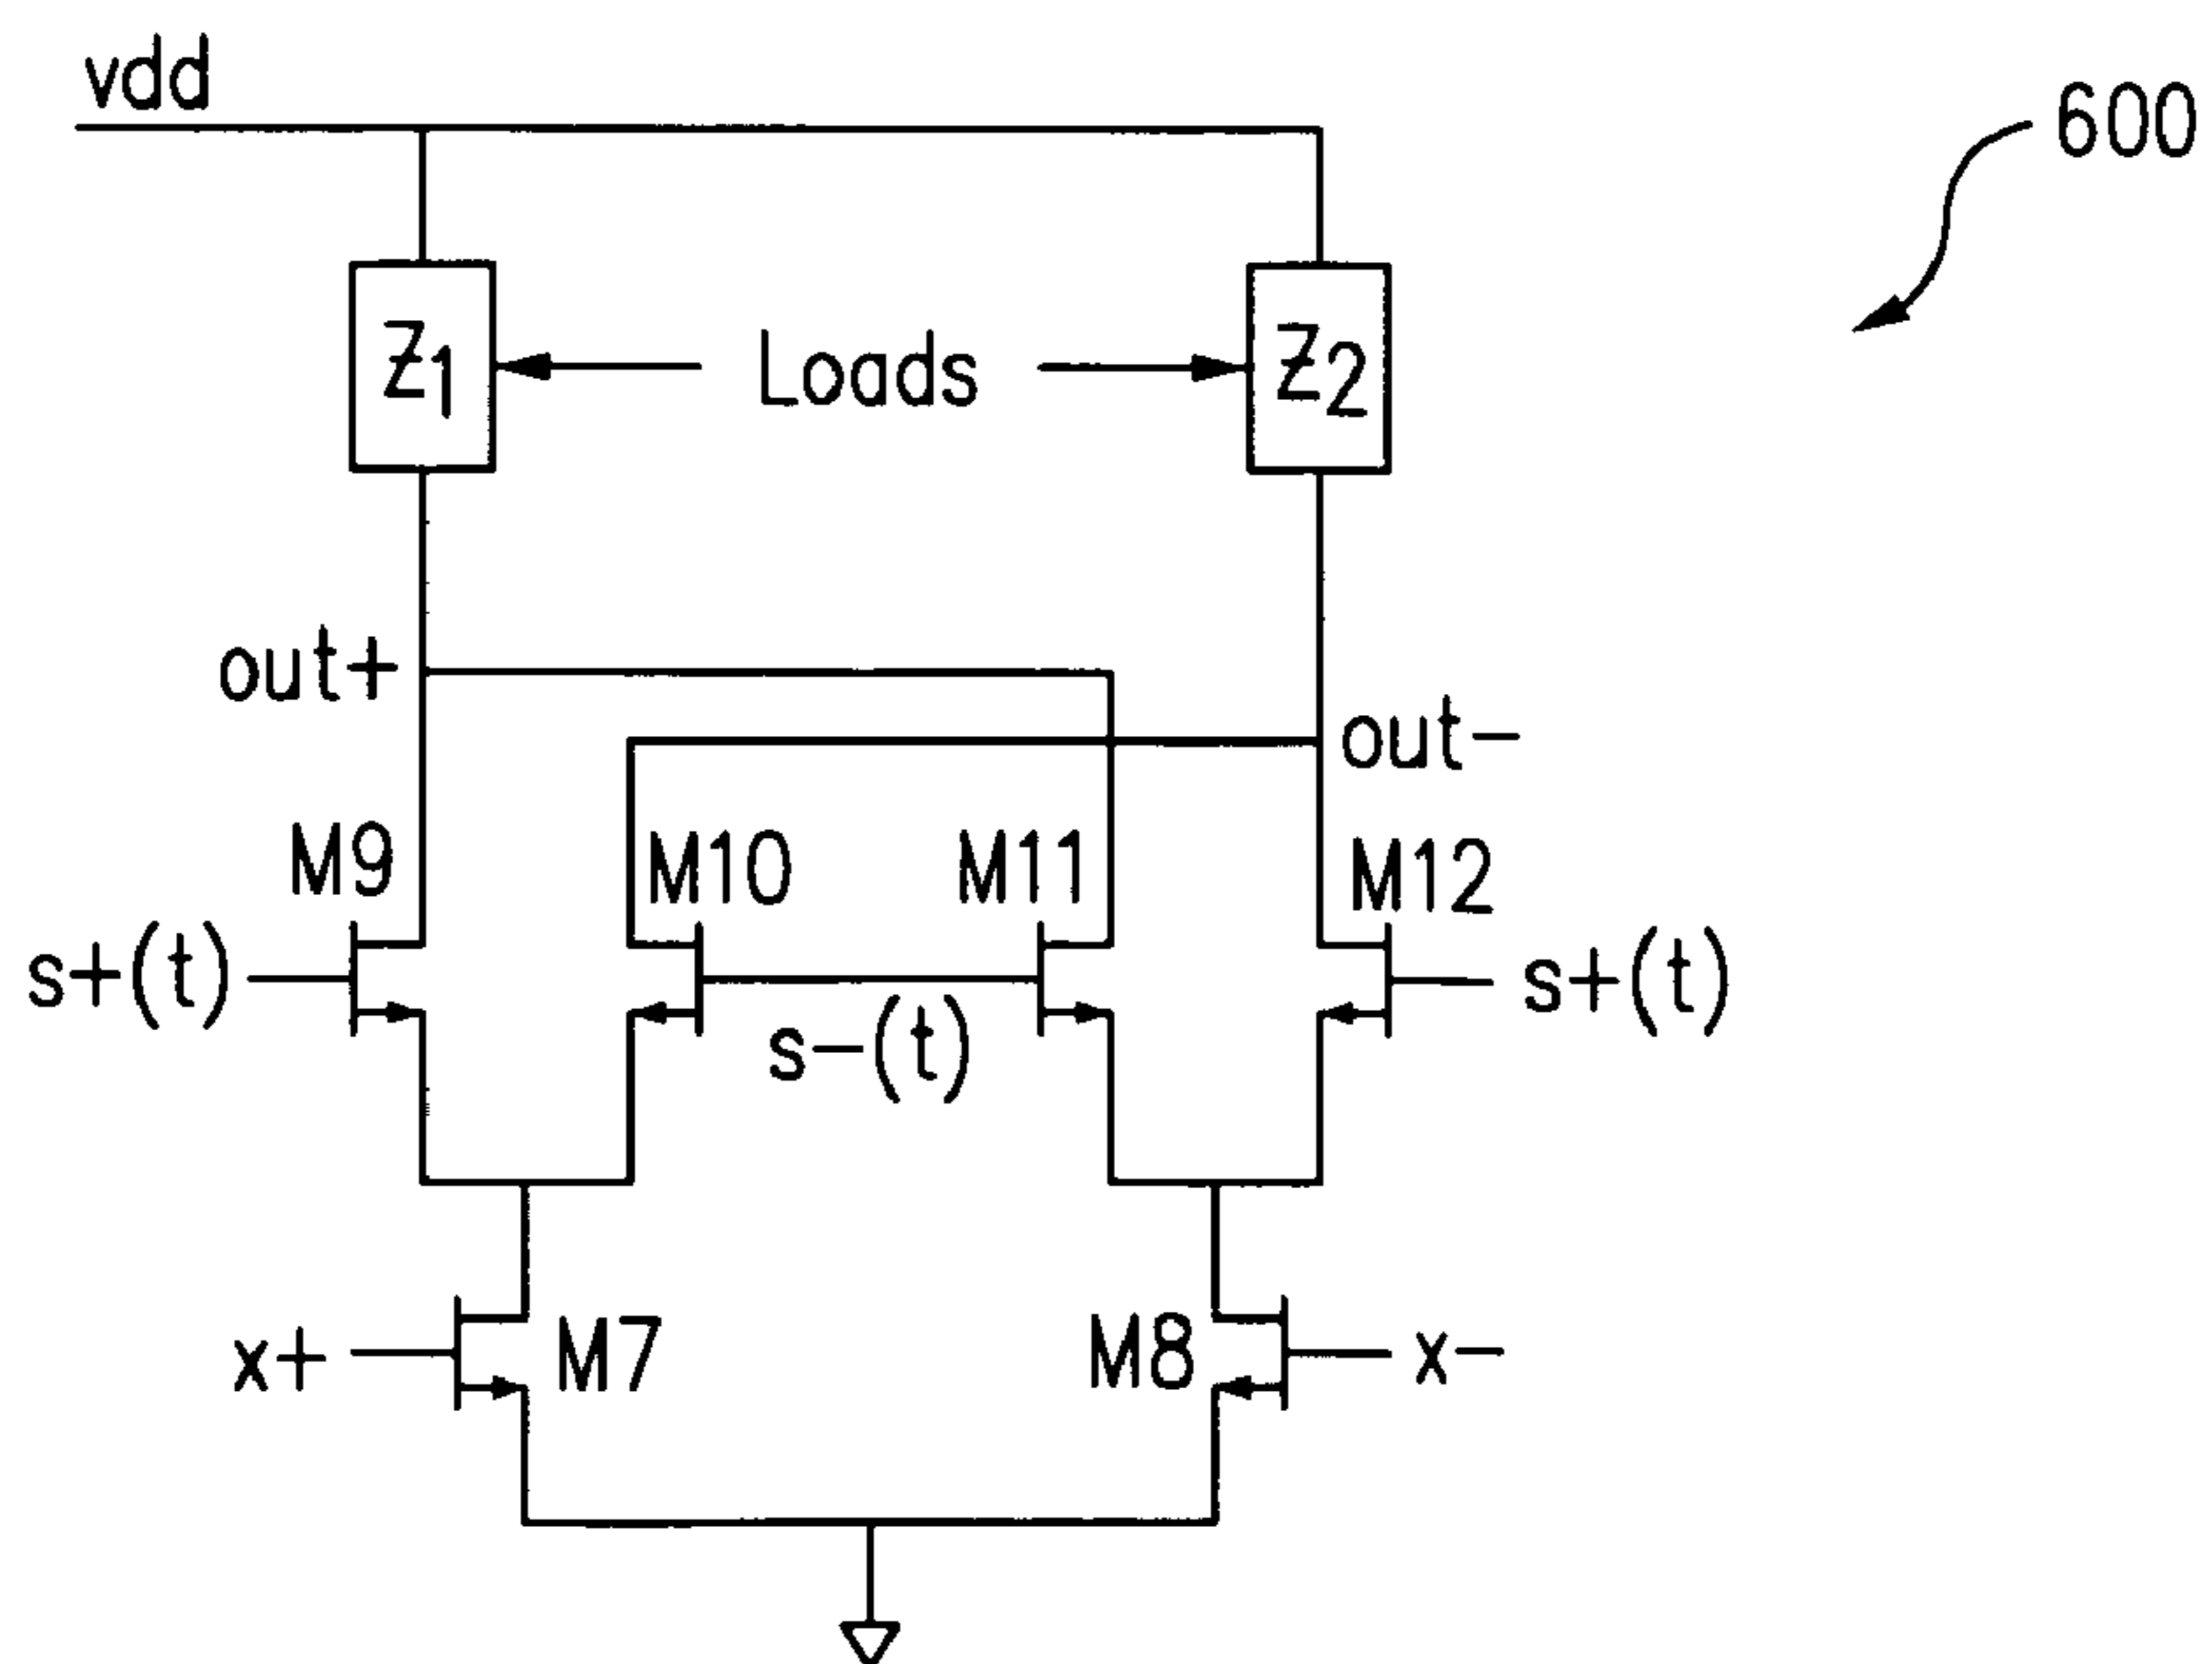 vdd
600
Z1
Loads
Z2
out+
out-
M9
M10
M11
M12
s+(t)
s-(t)
s+(t)
x+
M7
M8
x-